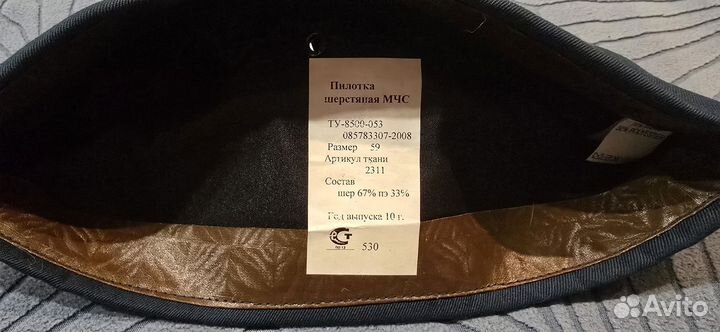 Пилотка
шерстяная МЧС
ТУ-8500-053
085783307-2008
Размер 59
Артикул ткани
2311
Состав
шер 67% пэ 33%
Год выпуска 10 г.
530
Avito